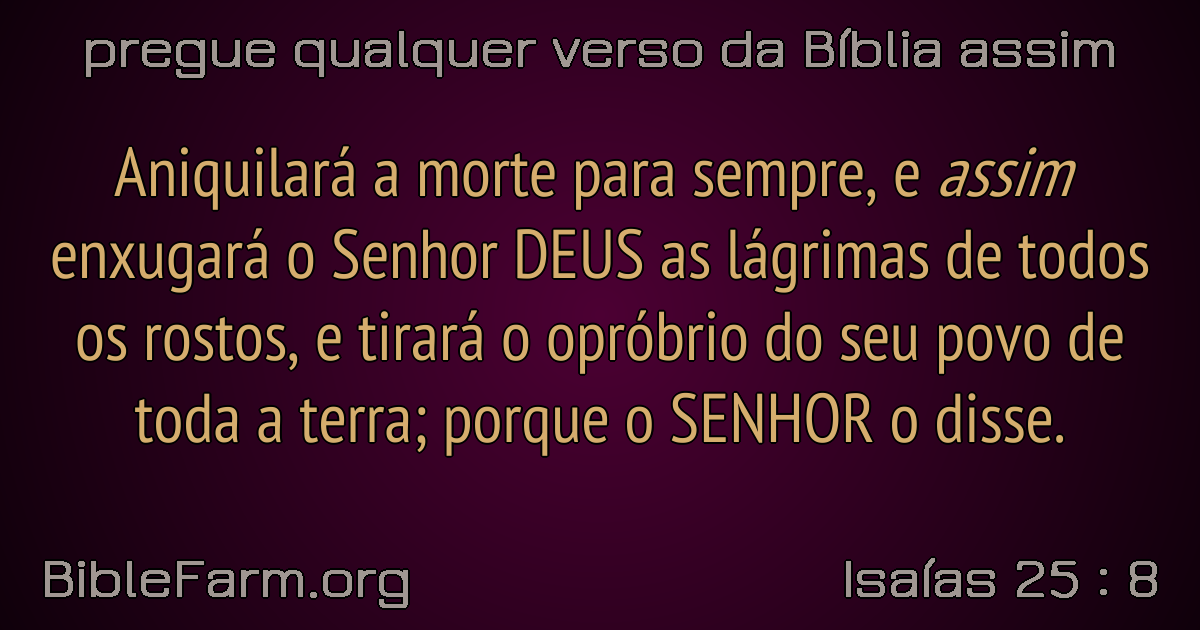 pregue qualquer verso da Bíblia assim
Aniquilará a morte para sempre, e assim
enxugará o Senhor DEUS as lágrimas de todos
os rostos, e tirará o opróbrio do seu povo de
toda a terra; porque o SENHOR o disse.
BibleFarm.org
Isaías 25 : 8